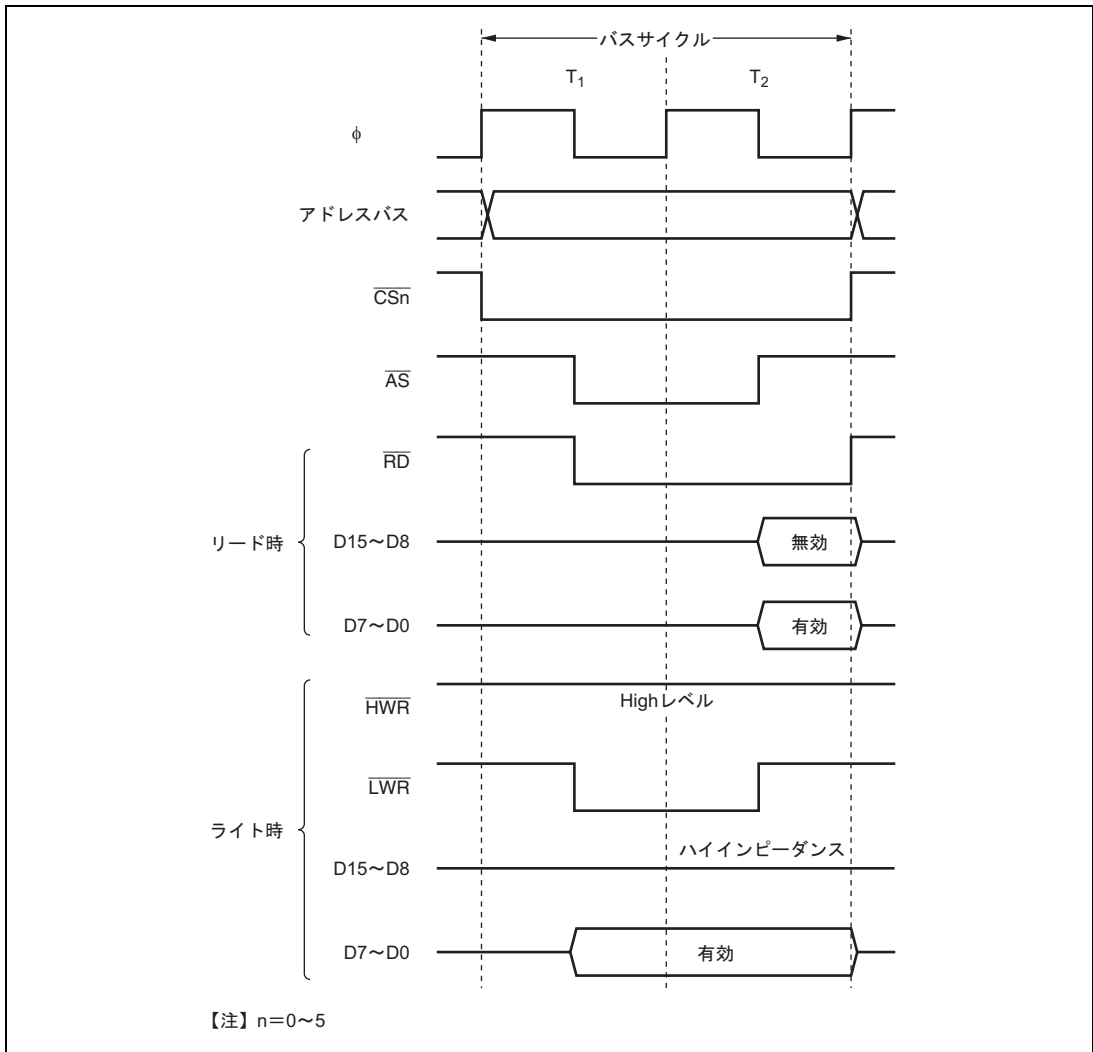 バスサイクル
T1 T2
φ
アドレスバス
CSn
AS
RD
リード時 D15～D8 無効
D7～D0 有効
HWR Highレベル
LWR
ライト時
D15～D8 ハイインピーダンス
D7～D0 有効
【注】n＝0～5